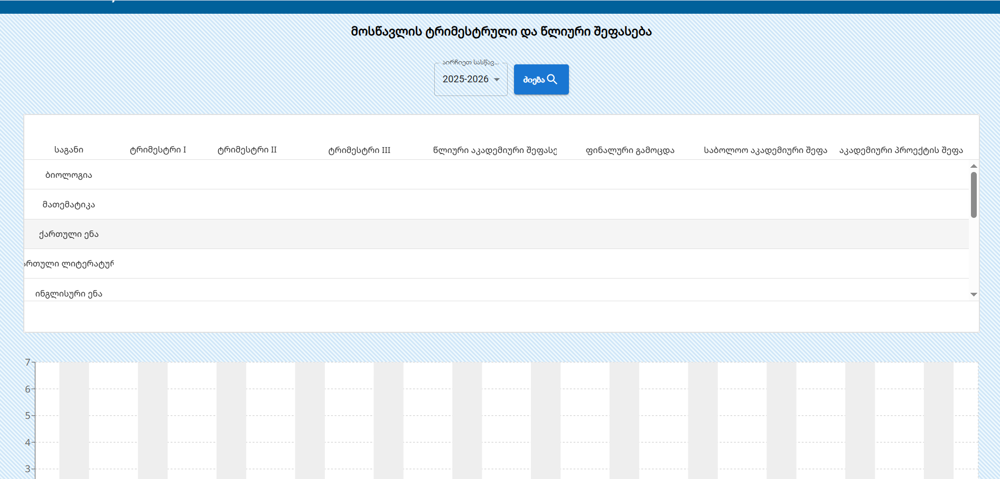 მოსწავლის ტრიმესტრული და წლიური შეფასება
აირჩიეთ სასწავ...
2025-2026
ძიება
საგანი ტრიმესტრი I ტრიმესტრი II ტრიმესტრი III წლიური აკადემიური შეფასე ფინალური გამოცდა საბოლოო აკადემიური შეფა აკადემიური პროექტის შეფა
ბიოლოგია
მათემატიკა
ქართული ენა
ართული ლიტერატურ
ინგლისური ენა
7
6
5
4
3